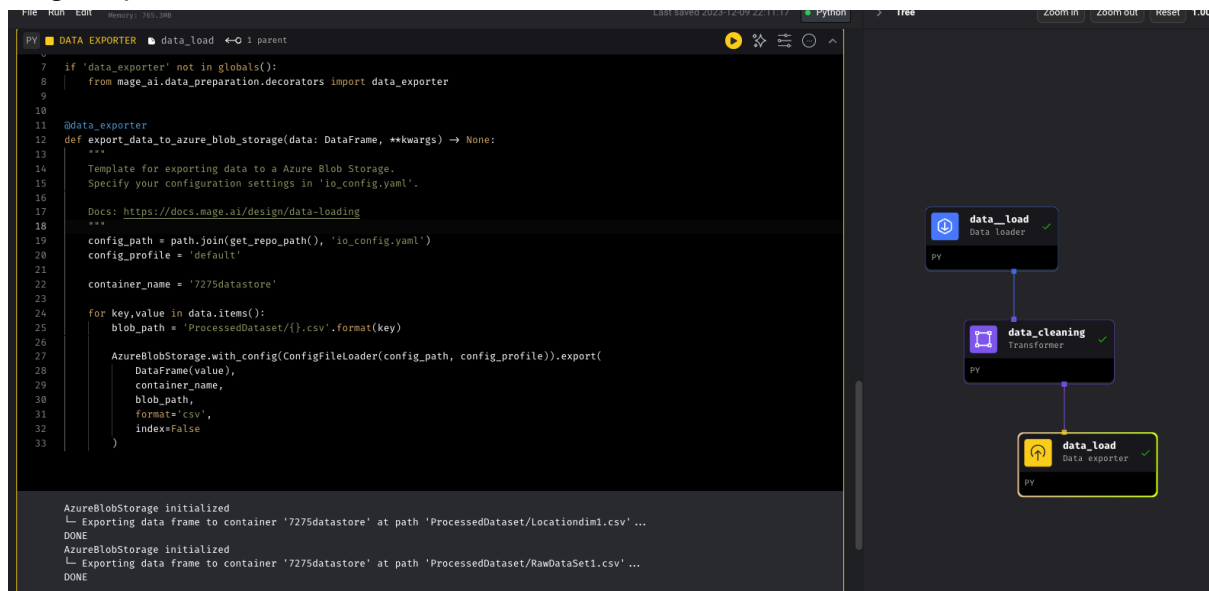 File Run Edit Memory: 765.3MB Last saved 2023-12-09 22:11:17 Python > Tree Zoom in Zoom out Reset 1.00
PY DATA EXPORTER data_load 1 parent
7 if 'data_exporter' not in globals():
8 from mage_ai.data_preparation.decorators import data_exporter
9
10
11 @data_exporter
12 def export_data_to_azure_blob_storage(data: DataFrame, **kwargs) → None:
13 """
14 Template for exporting data to a Azure Blob Storage.
15 Specify your configuration settings in 'io_config.yaml'.
16
17 Docs: https://docs.mage.ai/design/data-loading
18 """
19 config_path = path.join(get_repo_path(), 'io_config.yaml')
20 config_profile = 'default'
21
22 container_name = '7275datastore'
23
24 for key,value in data.items():
25 blob_path = 'ProcessedDataset/{}.csv'.format(key)
26
27 AzureBlobStorage.with_config(ConfigFileLoader(config_path, config_profile)).export(
28 DataFrame(value),
29 container_name,
30 blob_path,
31 format='csv',
32 index=False
33 )
AzureBlobStorage initialized
└─ Exporting data frame to container '7275datastore' at path 'ProcessedDataset/Locationdim1.csv'...
DONE
AzureBlobStorage initialized
└─ Exporting data frame to container '7275datastore' at path 'ProcessedDataset/RawDataSet1.csv'...
DONE
data__load
Data loader
PY
data_cleaning
Transformer
PY
data_load
Data exporter
PY